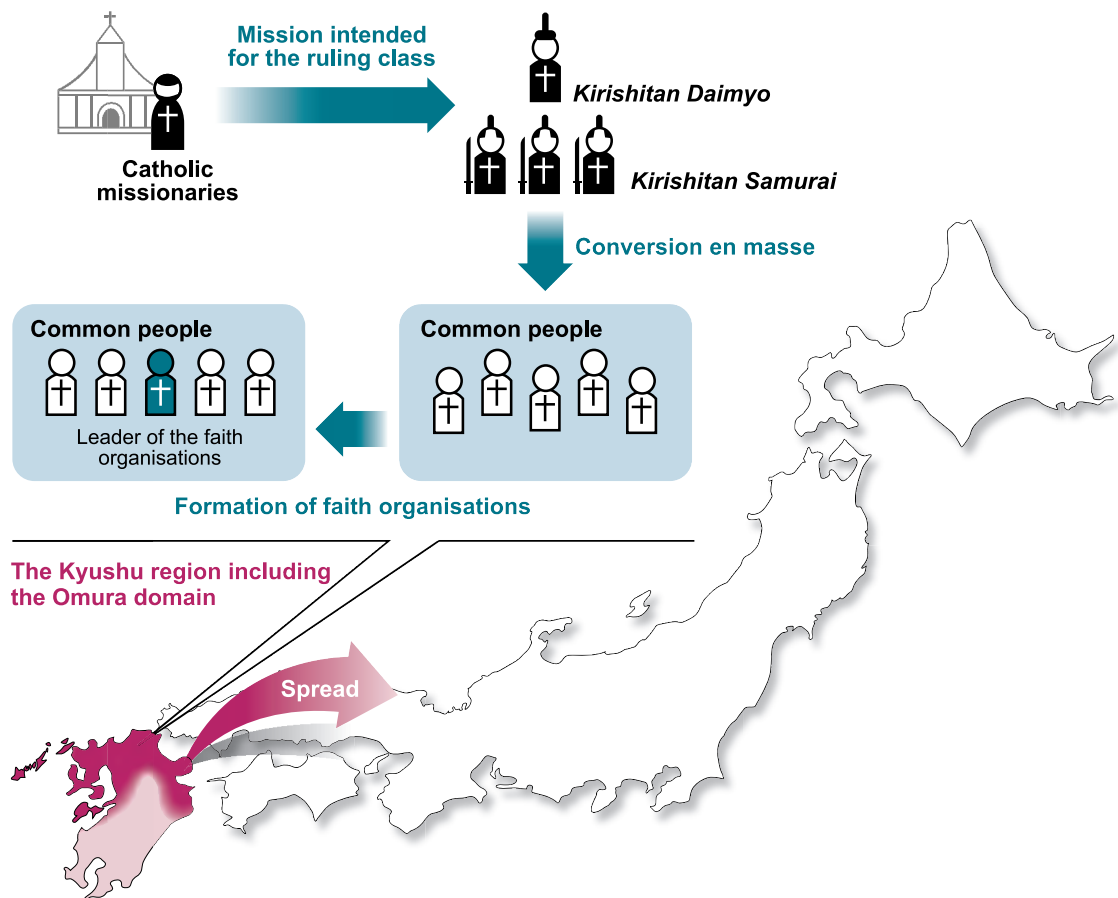 Mission intended
for the ruling class
Catholic
missionaries
Kirishitan Daimyo
Kirishitan Samurai
Conversion en masse
Common people
Leader of the faith
organisations
Common people
Formation of faith organisations
The Kyushu region including
the Omura domain
Spread